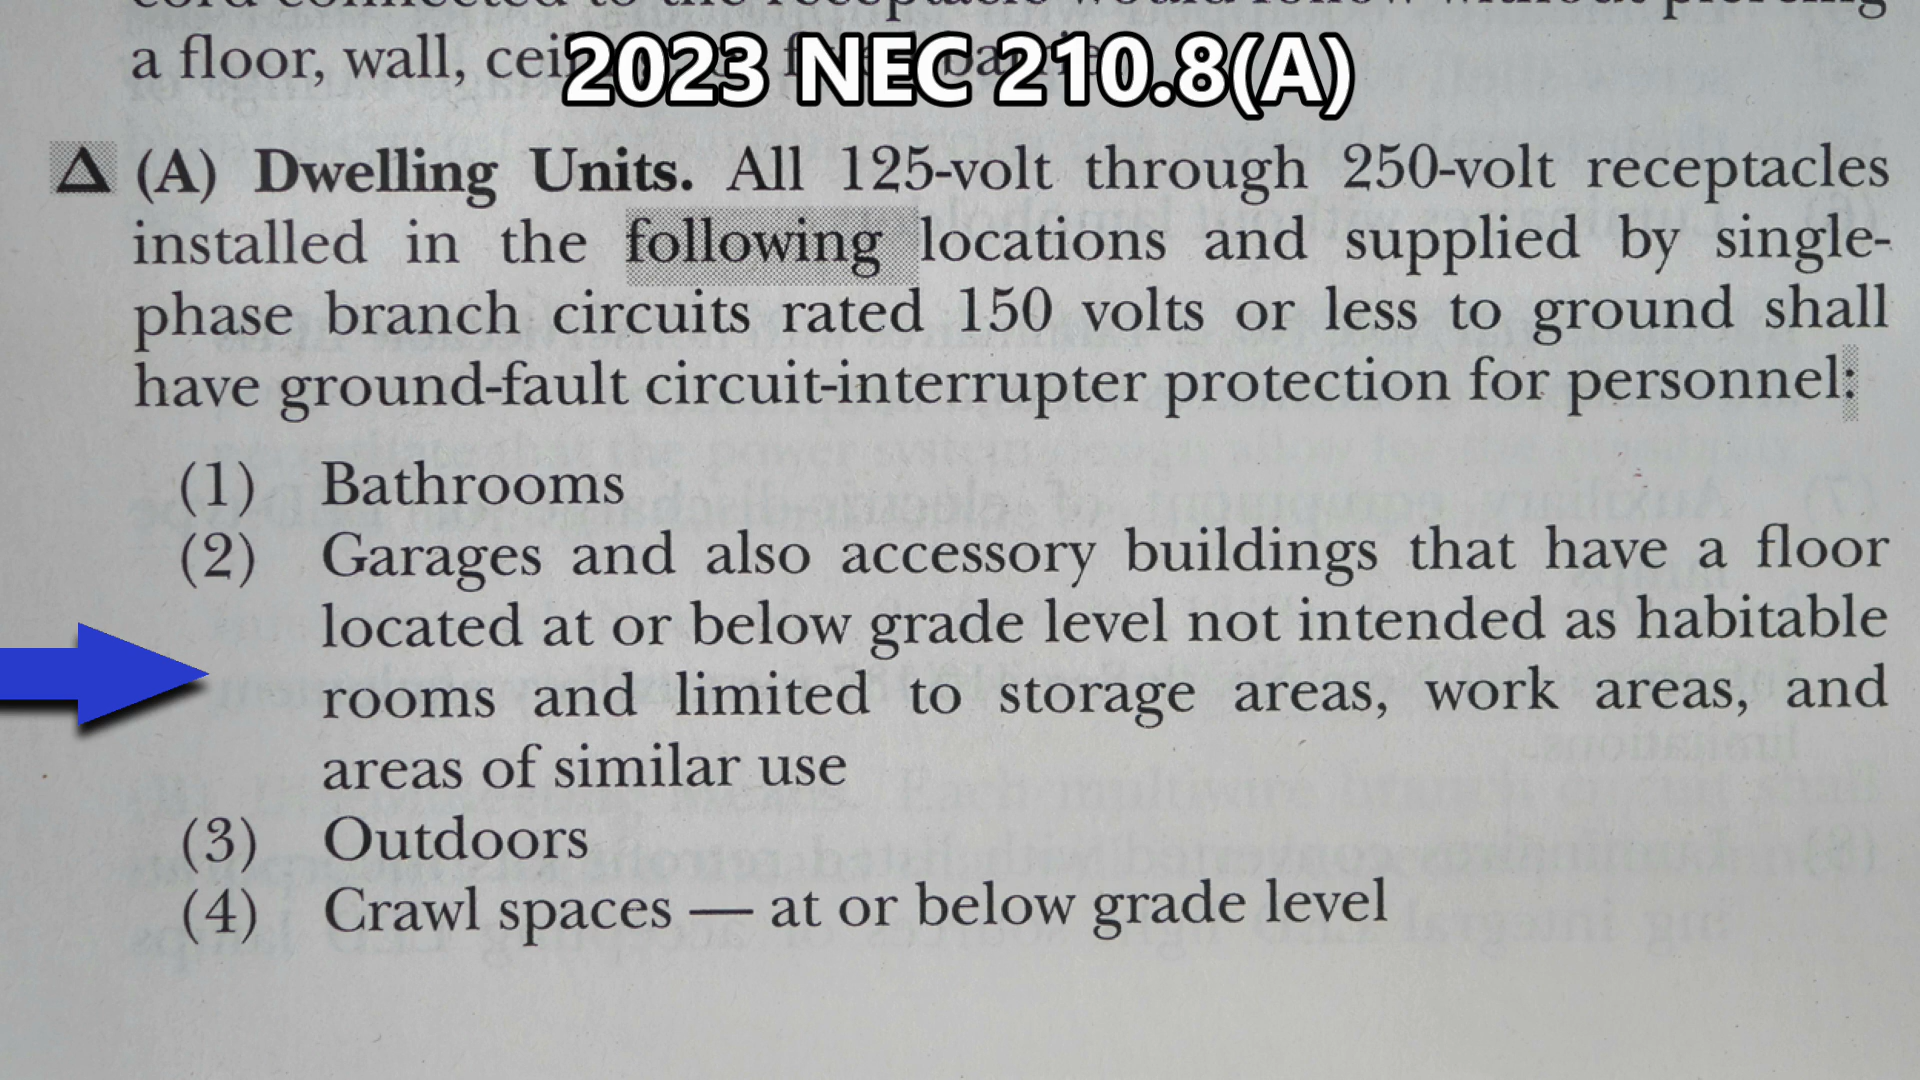 2023 NEC 210.8(A)
a floor, wall,
Δ (A) Dwelling Units. All 125-volt through 250-volt receptacles
installed in the following locations and supplied by single-
phase branch circuits rated 150 volts or less to ground shall
have ground-fault circuit-interrupter protection for personnel:
(1) Bathrooms
(2) Garages and also accessory buildings that have a floor
located at or below grade level not intended as habitable
rooms and limited to storage areas, work areas, and
areas of similar use
(3) Outdoors
(4) Crawl spaces — at or below grade level